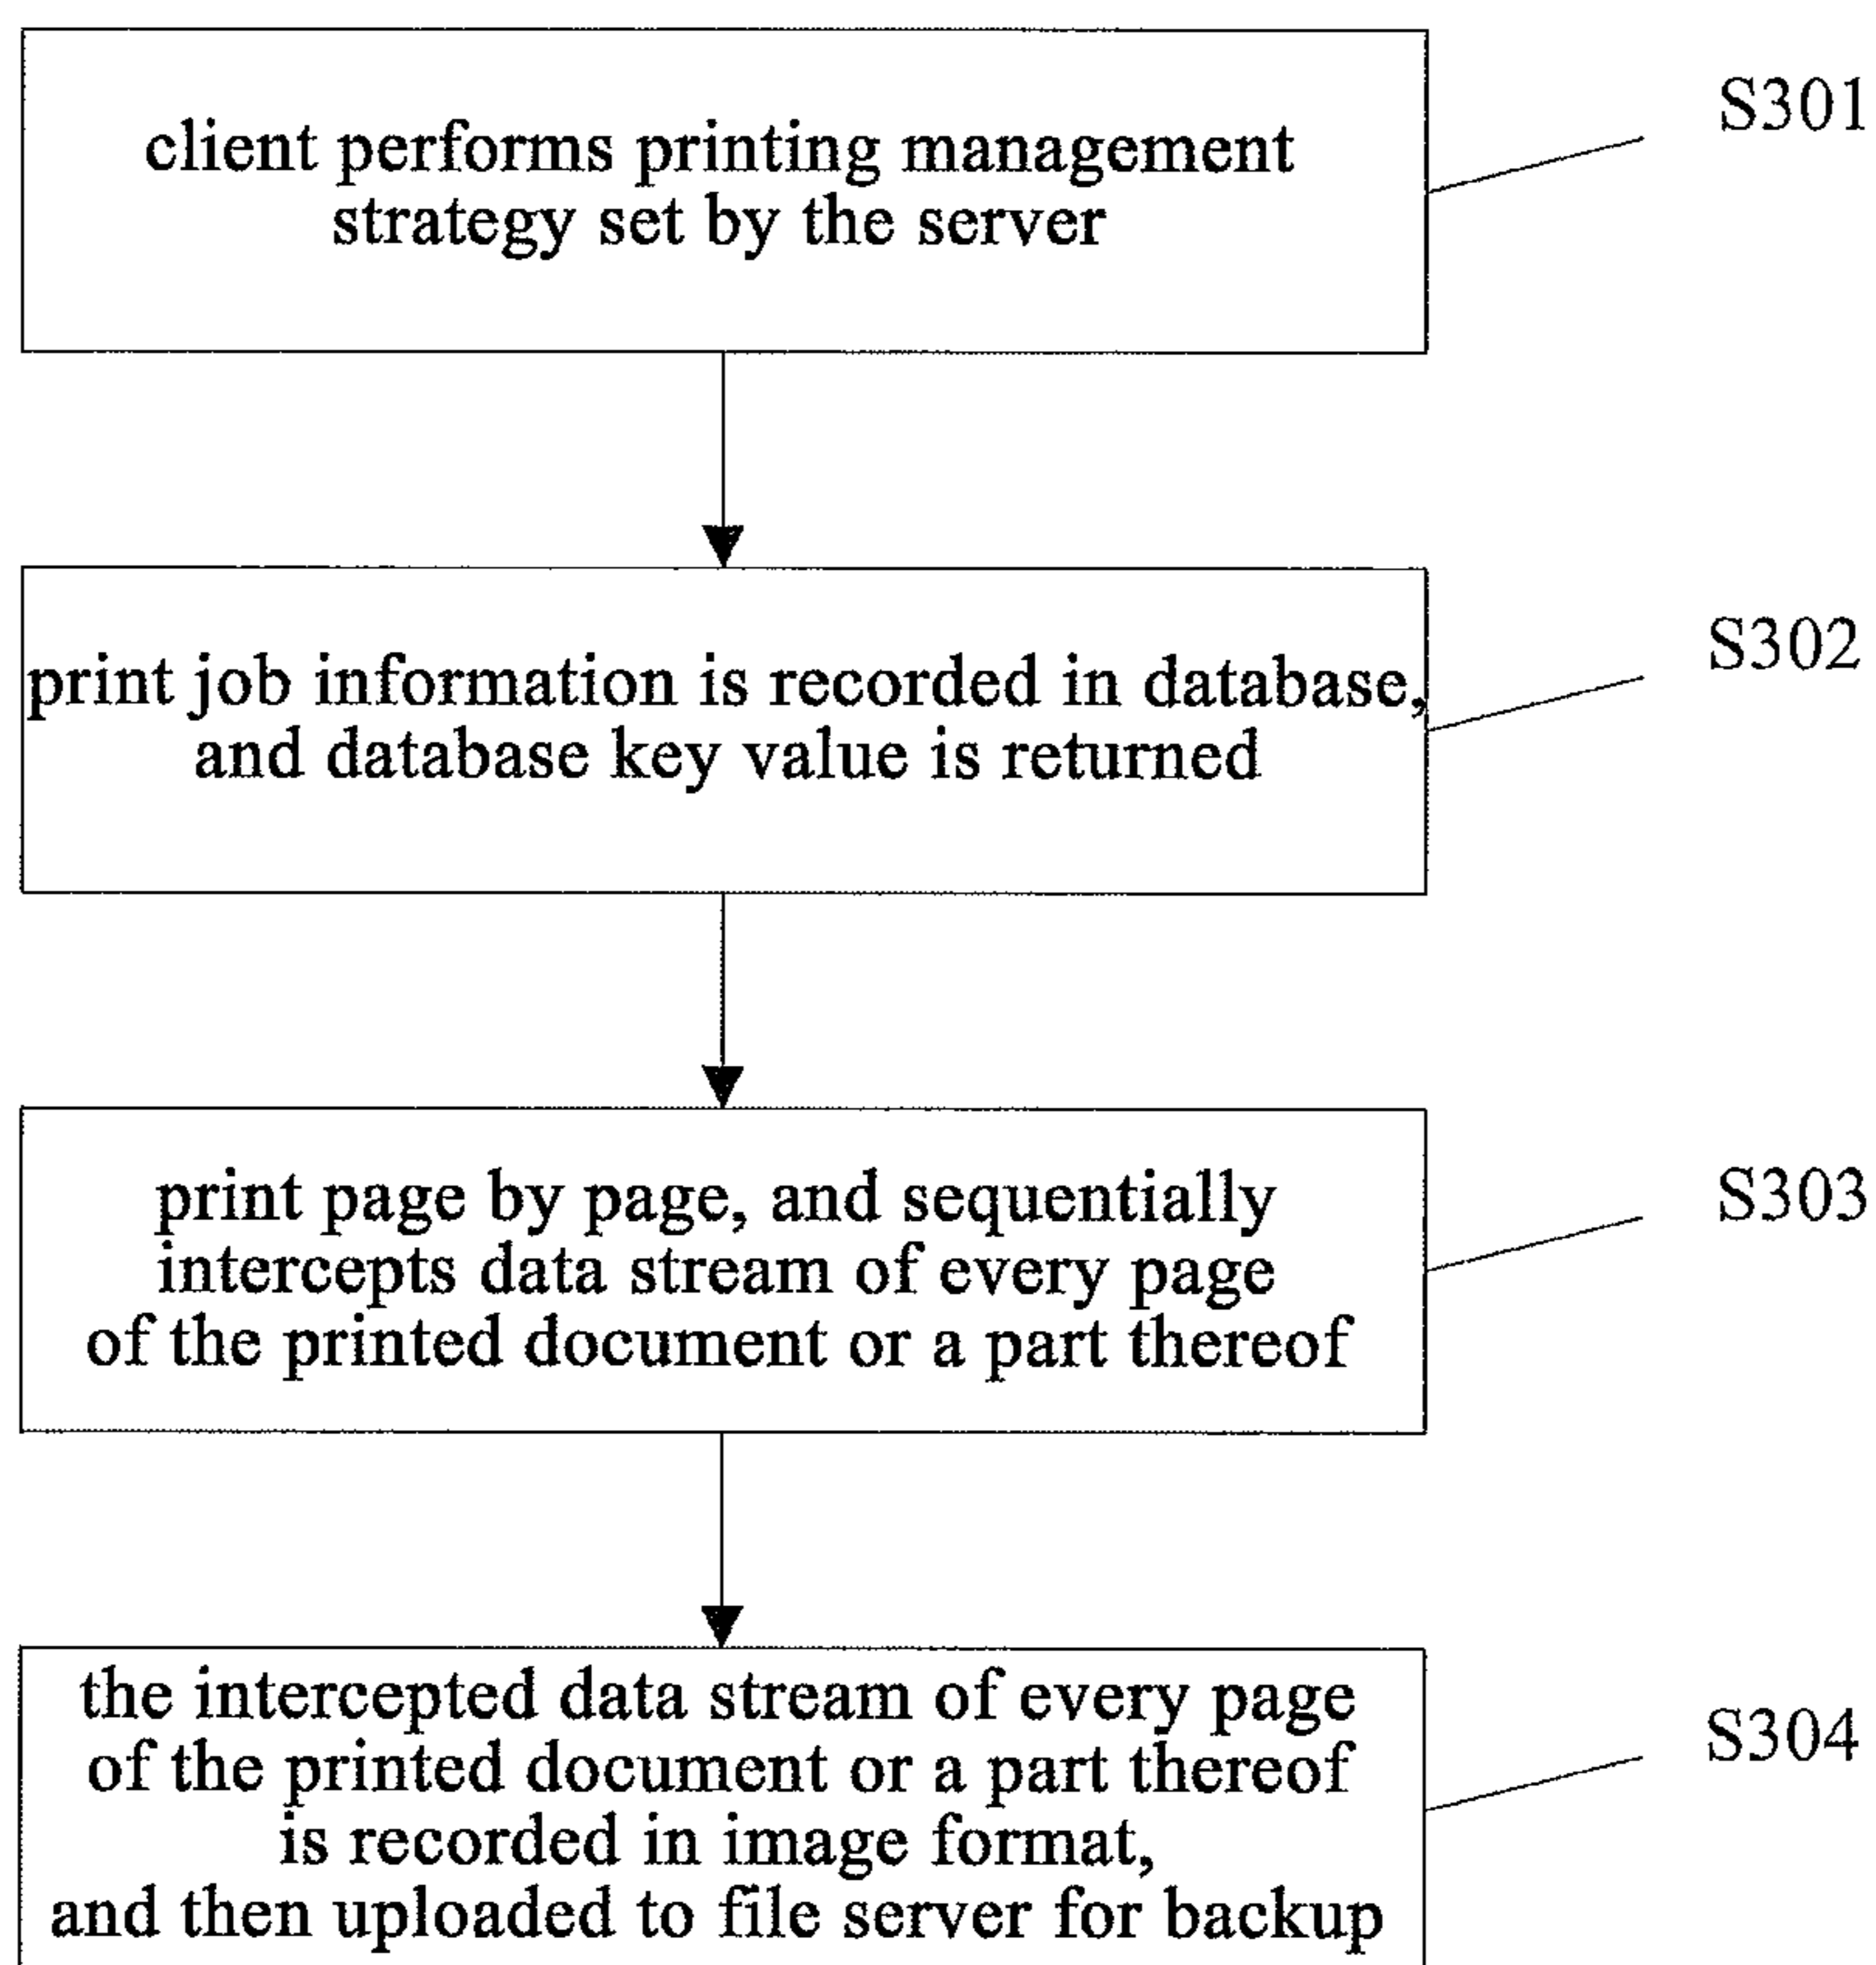 client performs printing management
strategy set by the server
S301
print job information is recorded in database,
and database key value is returned
S302
print page by page, and sequentially
intercepts data stream of every page
of the printed document or a part thereof
S303
the intercepted data stream of every page
of the printed document or a part thereof
is recorded in image format,
and then uploaded to file server for backup
S304